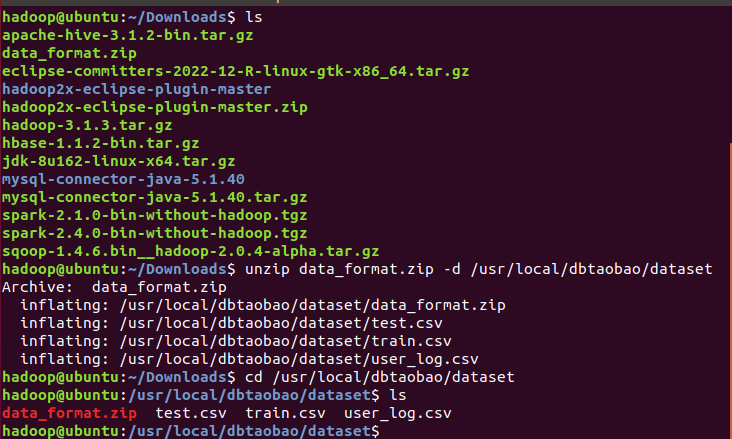 hadoop@ubuntu:~/Downloads$ ls
apache-hive-3.1.2-bin.tar.gz
data_format.zip
eclipse-committers-2022-12-R-linux-gtk-x86_64.tar.gz
hadoop2x-eclipse-plugin-master
hadoop2x-eclipse-plugin-master.zip
hadoop-3.1.3.tar.gz
hbase-1.1.2-bin.tar.gz
jdk-8u162-linux-x64.tar.gz
mysql-connector-java-5.1.40
mysql-connector-java-5.1.40.tar.gz
spark-2.1.0-bin-without-hadoop.tgz
spark-2.4.0-bin-without-hadoop.tgz
sqoop-1.4.6.bin__hadoop-2.0.4-alpha.tar.gz
hadoop@ubuntu:~/Downloads$ unzip data_format.zip -d /usr/local/dbtaobao/dataset
Archive:  data_format.zip
  inflating: /usr/local/dbtaobao/dataset/data_format.zip
  inflating: /usr/local/dbtaobao/dataset/test.csv
  inflating: /usr/local/dbtaobao/dataset/train.csv
  inflating: /usr/local/dbtaobao/dataset/user_log.csv
hadoop@ubuntu:~/Downloads$ cd /usr/local/dbtaobao/dataset
hadoop@ubuntu:/usr/local/dbtaobao/dataset$ ls
data_format.zip  test.csv  train.csv  user_log.csv
hadoop@ubuntu:/usr/local/dbtaobao/dataset$